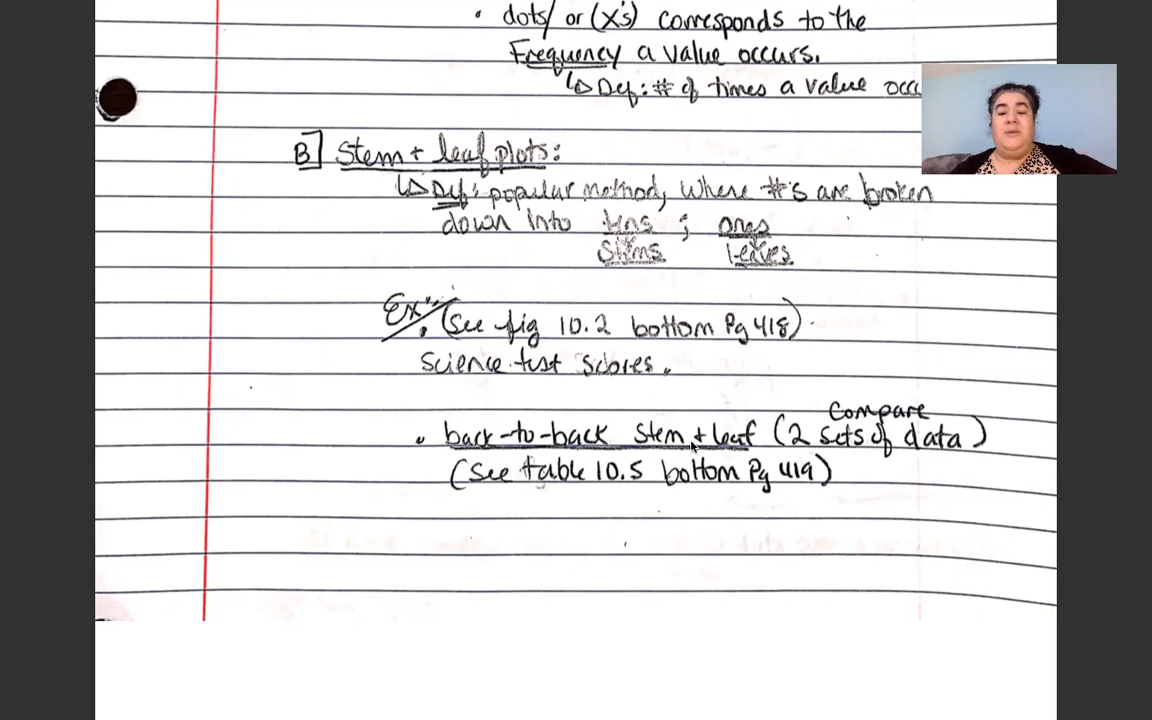 • dots/ or (x's) corresponds to the
Frequency a value occurs.
↳ Def: # of times a value occu
B] Stem + leaf plots:
↳ Def: popular method, where #'s are broken
down into tens ; ones
Stems Leaves
Ex: (see fig 10.2 bottom Pg 418).
Science test scores.
Compare
• back-to-back stem + leaf (2 sets of data)
(see table 10.5 bottom Pg 419)